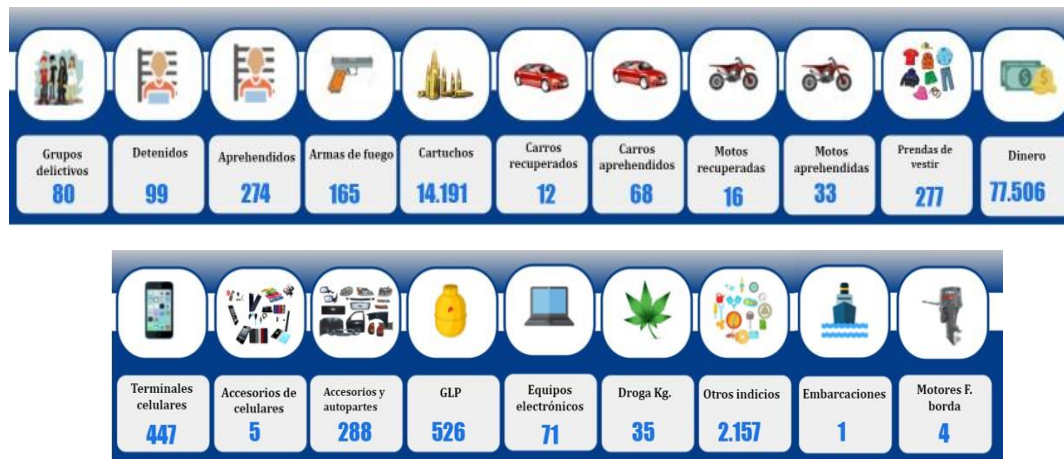 Grupos
delictivos
80
Detenidos
99
Aprehendidos
274
Armas de fuego
165
Cartuchos
14.191
Carros
recuperados
12
Carros
aprehendidos
68
Motos
recuperadas
16
Motos
aprehendidas
33
Prendas de
vestir
277
Dinero
77.506
Terminales
celulares
447
Accesorios de
celulares
5
Accesorios y
autopartes
288
GLP
526
Equipos
electrónicos
71
Droga Kg.
35
Otros indicios
2.157
Embarcaciones
1
Motores F.
borda
4